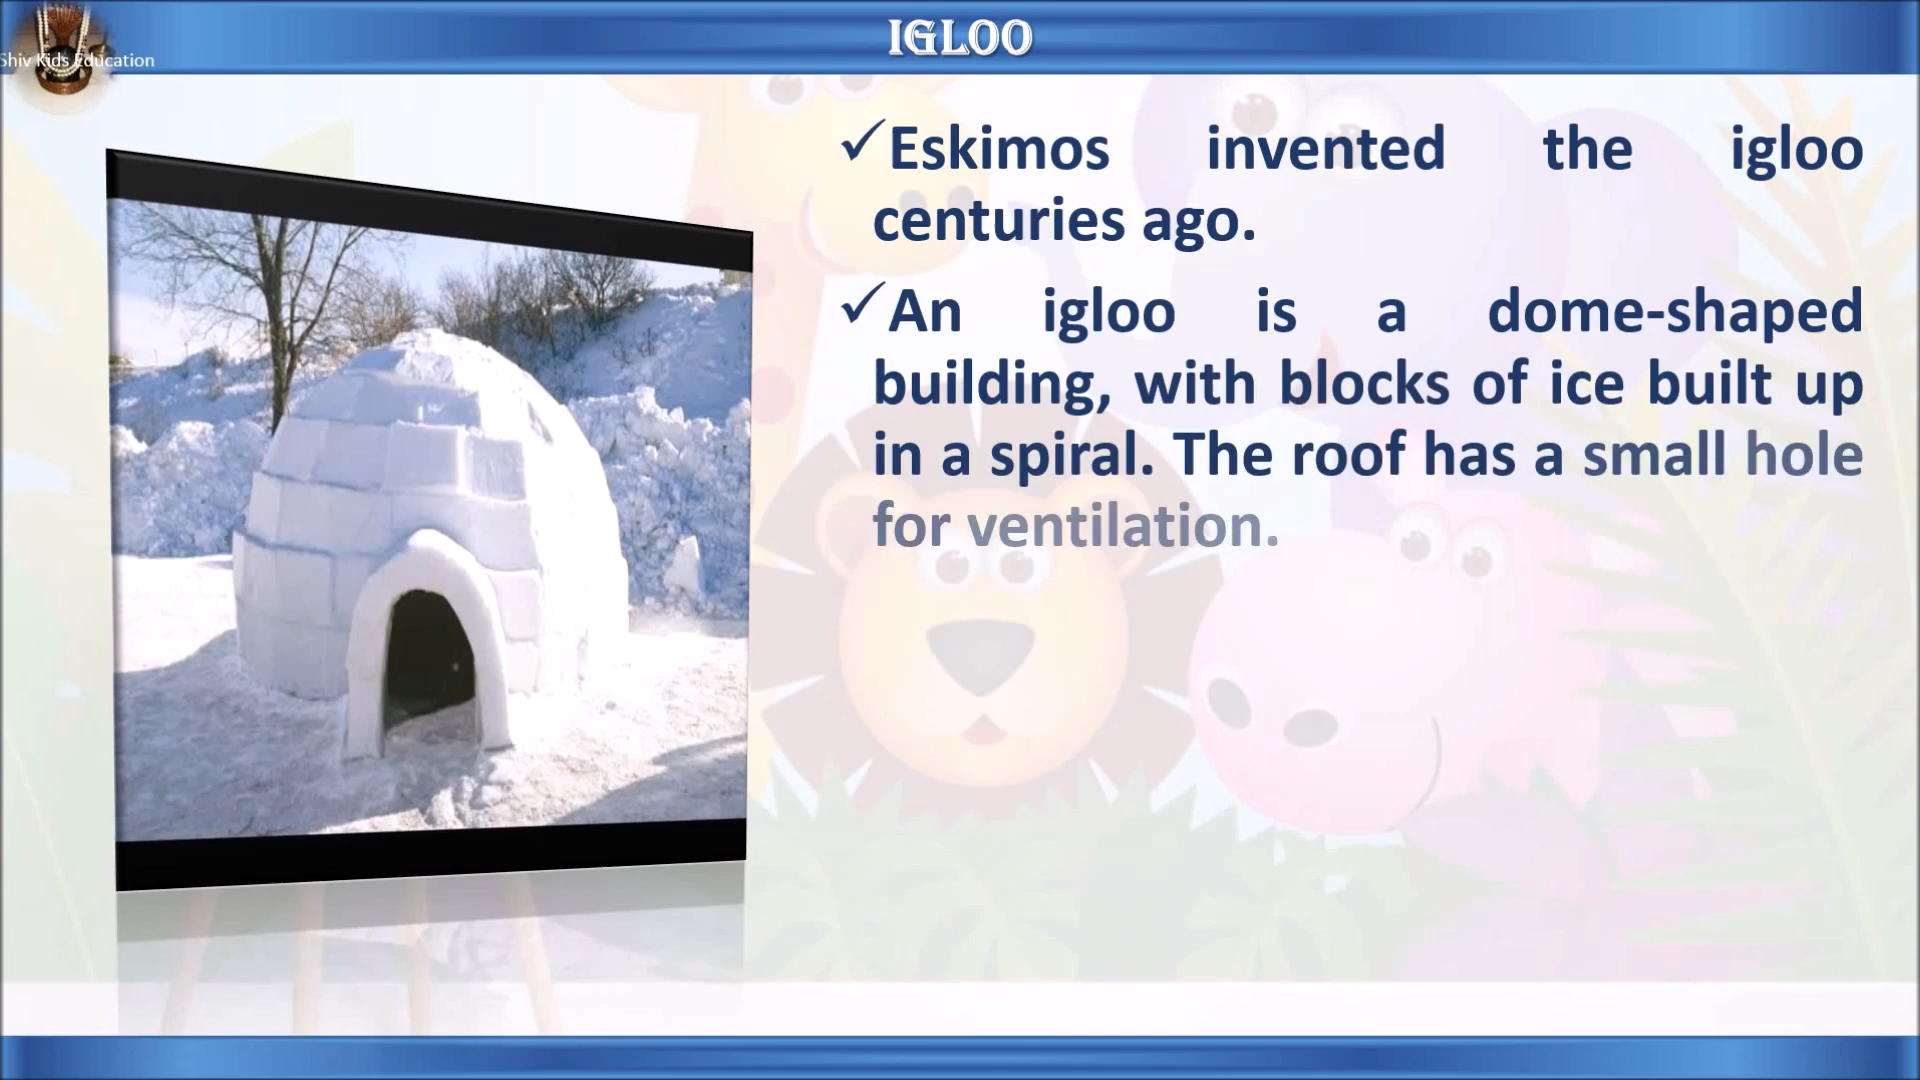 IGLOO
Shiv Kids Education
✓Eskimos invented the igloo
centuries ago.
✓An igloo is a dome-shaped
building, with blocks of ice built up
in a spiral. The roof has a small hole
for ventilation.